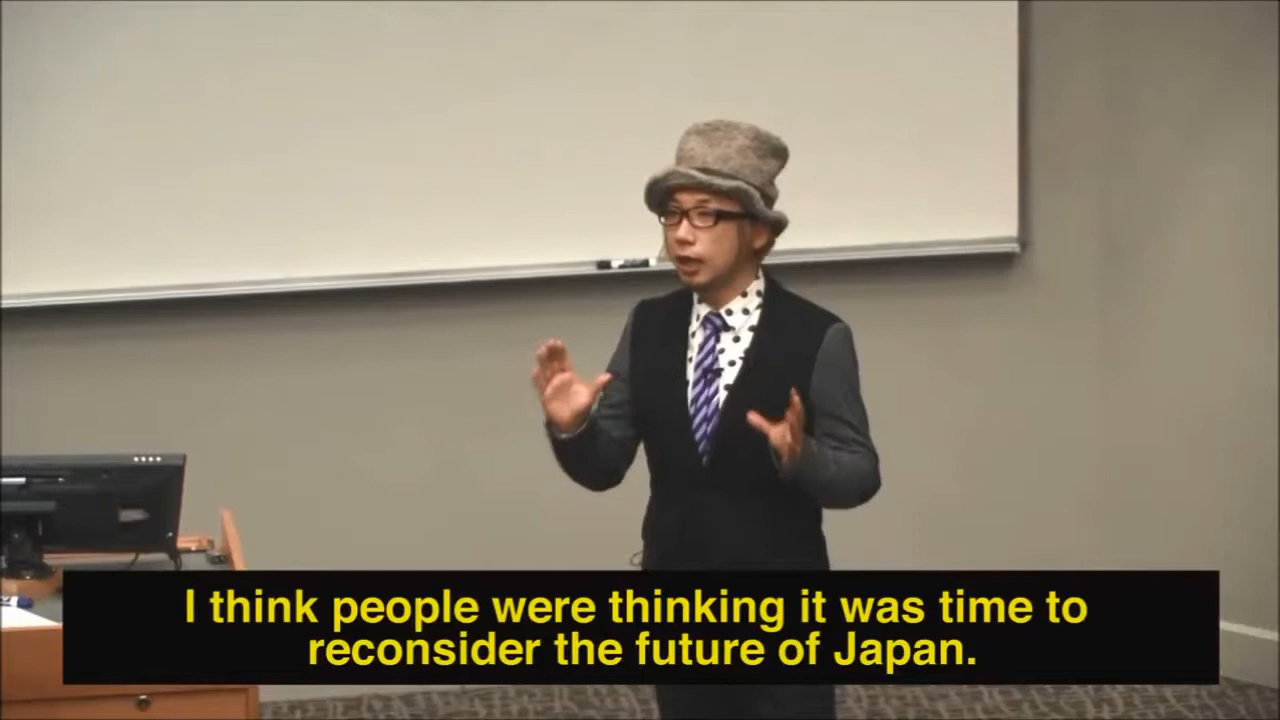 I think people were thinking it was time to
reconsider the future of Japan.